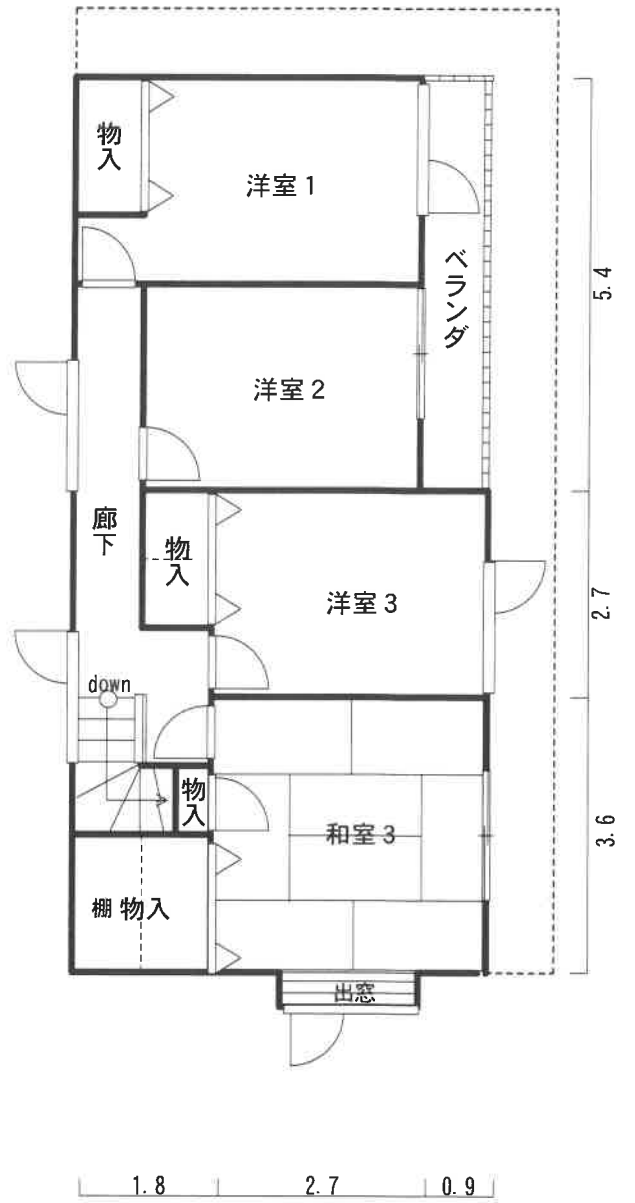 物入
洋室1
ベランダ
5.4
洋室2
廊下
物入
洋室3
2.7
down
物入
和室3
3.6
棚 物入
出窓
1.8
2.7
0.9